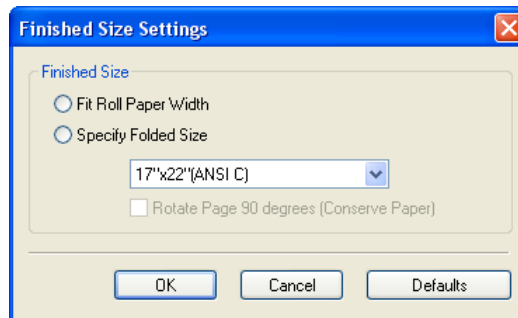 Finished Size Settings
Finished Size
Fit Roll Paper Width
Specify Folded Size
17"x22"(ANSI C)
Rotate Page 90 degrees (Conserve Paper)
OK
Cancel
Defaults